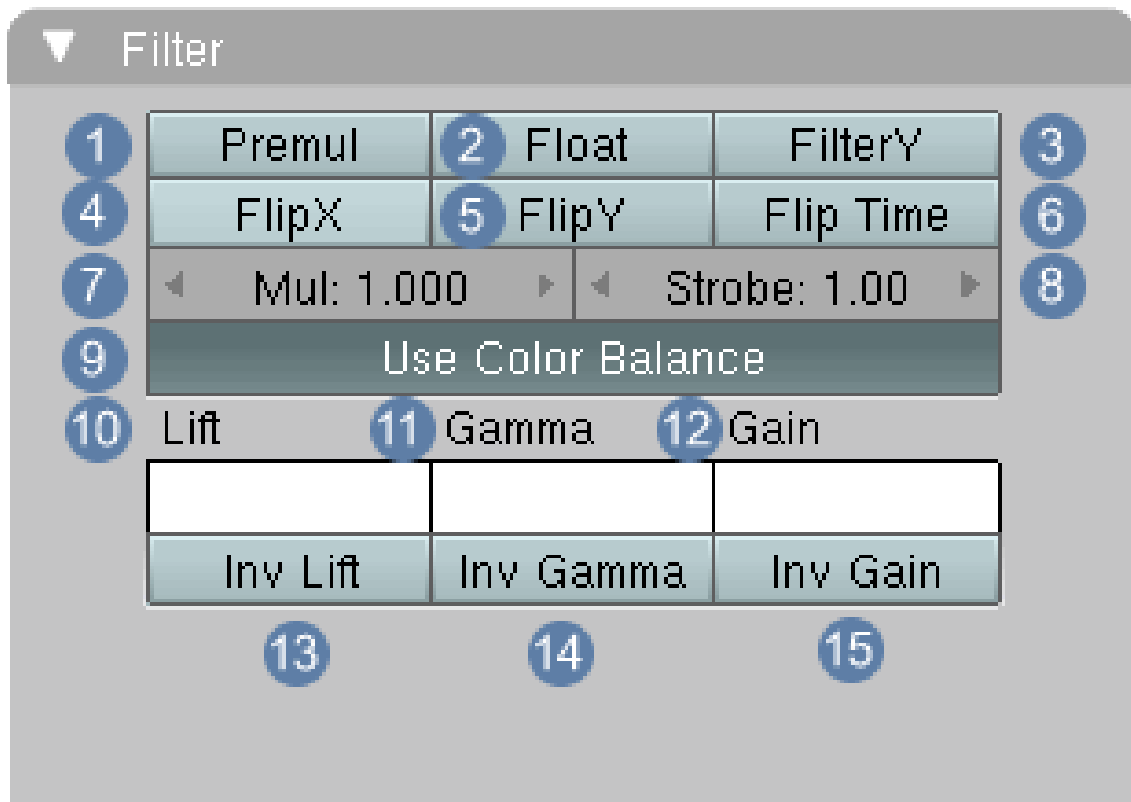 Filter
1 Premul 2 Float FilterY 3
4 FlipX 5 FlipY Flip Time 6
7 Mul: 1.000 Strobe: 1.00 8
9 Use Color Balance
10 Lift 11 Gamma 12 Gain
Inv Lift Inv Gamma Inv Gain
13 14 15